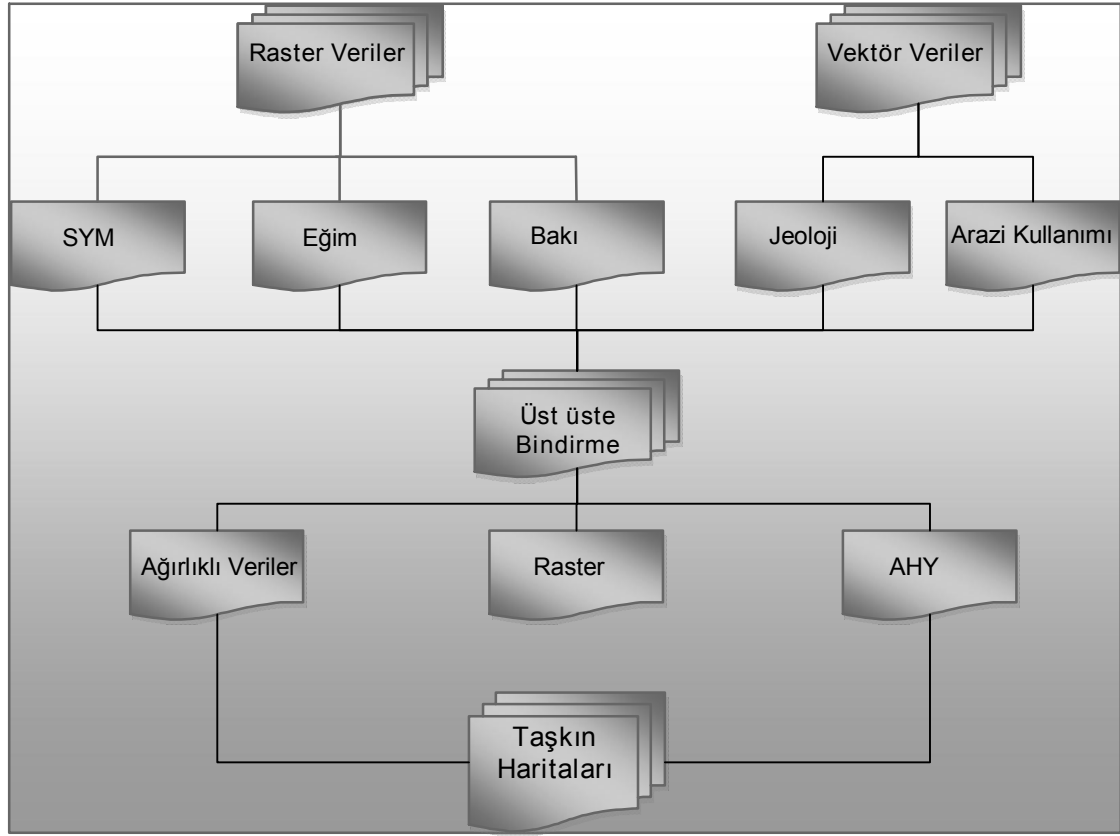 Raster Veriler
Vektör Veriler
SYM
Eğim
Bakı
Jeoloji
Arazi Kullanımı
Üst üste
Bindirme
Ağırlıklı Veriler
Raster
AHY
Taşkın
Haritaları